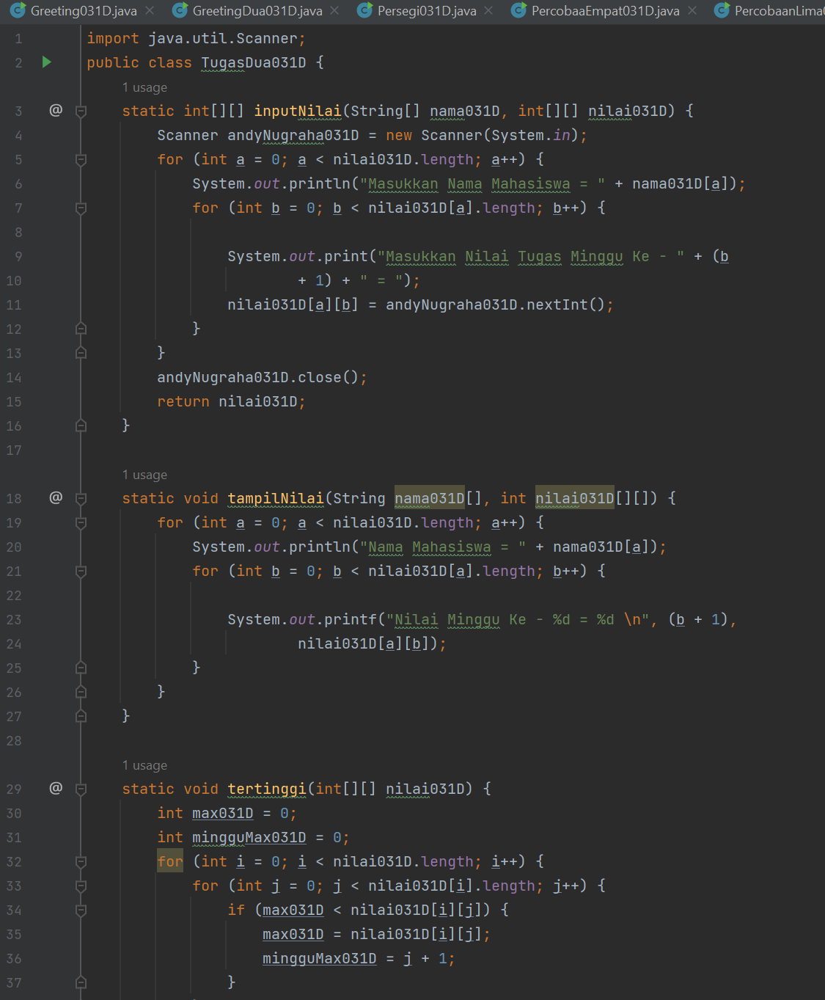 Greeting031D.java × GreetingDua031D.java × Persegi031D.java × PercobaaEmpat031D.java × PercobaanLima
1 import java.util.Scanner;
2 public class TugasDua031D {
1 usage
3 @ static int[][] inputNilai(String[] nama031D, int[][] nilai031D) {
4 Scanner andyNugraha031D = new Scanner(System.in);
5 for (int a = 0; a < nilai031D.length; a++) {
6 System.out.println("Masukkan Nama Mahasiswa = " + nama031D[a]);
7 for (int b = 0; b < nilai031D[a].length; b++) {
8
9 System.out.print("Masukkan Nilai Tugas Minggu Ke - " + (b
10 + 1) + " = ");
11 nilai031D[a][b] = andyNugraha031D.nextInt();
12 }
13 }
14 andyNugraha031D.close();
15 return nilai031D;
16 }
17
1 usage
18 @ static void tampilNilai(String nama031D[], int nilai031D[][]) {
19 for (int a = 0; a < nilai031D.length; a++) {
20 System.out.println("Nama Mahasiswa = " + nama031D[a]);
21 for (int b = 0; b < nilai031D[a].length; b++) {
22
23 System.out.printf("Nilai Minggu Ke - %d = %d \n", (b + 1),
24 nilai031D[a][b]);
25 }
26 }
27 }
28
1 usage
29 @ static void tertinggi(int[][] nilai031D) {
30 int max031D = 0;
31 int mingguMax031D = 0;
32 for (int i = 0; i < nilai031D.length; i++) {
33 for (int j = 0; j < nilai031D[i].length; j++) {
34 if (max031D < nilai031D[i][j]) {
35 max031D = nilai031D[i][j];
36 mingguMax031D = j + 1;
37 }